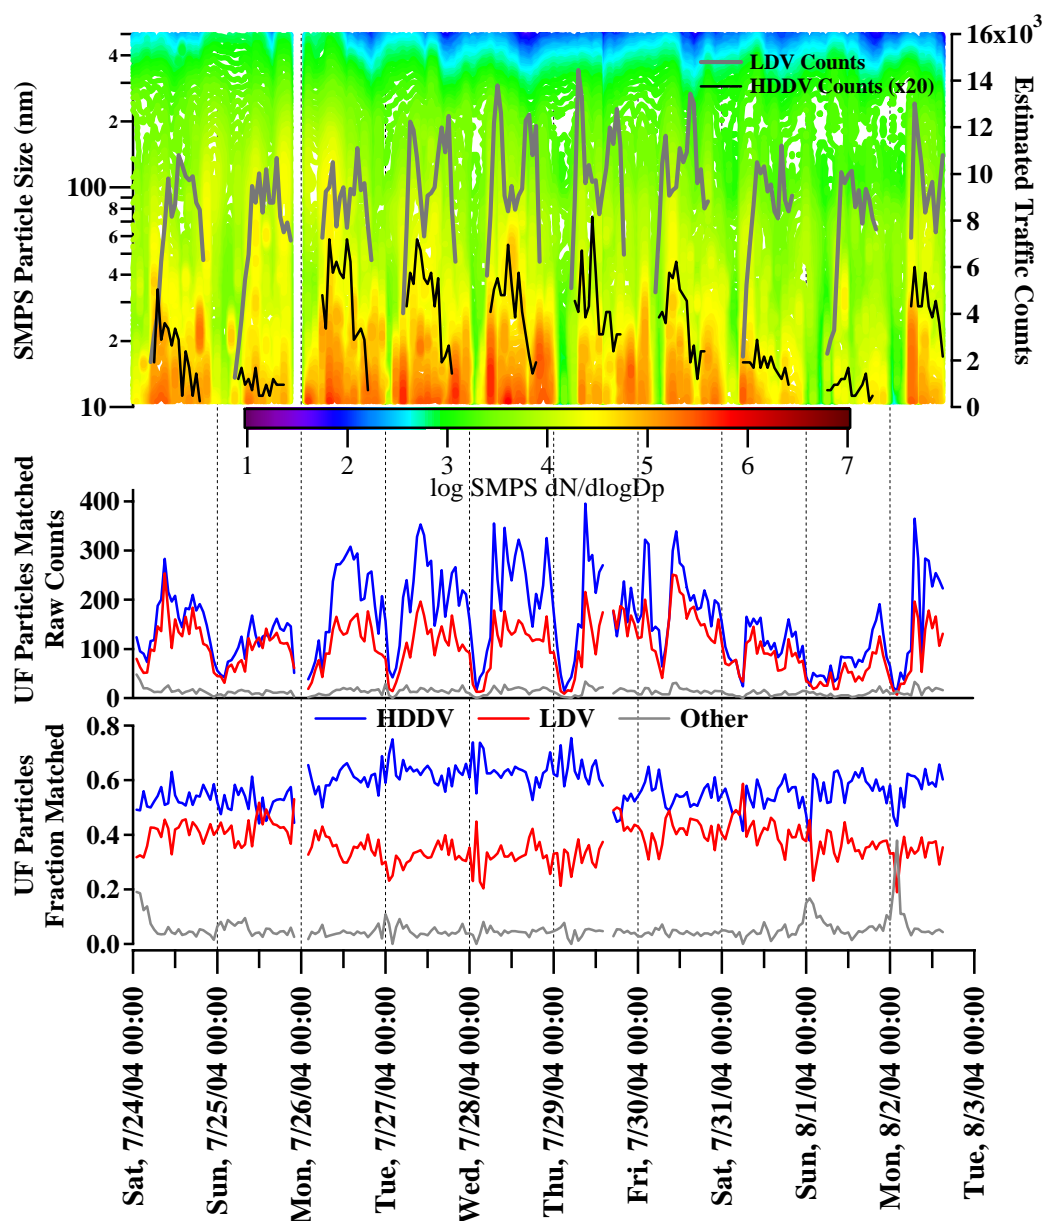 16x10³
14
12
10
8
6
4
2
0
Estimated Traffic Counts
SMPS Particle Size (nm)
4
2
100
8
6
4
2
10
LDV Counts
HDDV Counts (x20)
1
2
3
4
5
6
7
log SMPS dN/dlogDp
UF Particles Matched
Raw Counts
400
300
200
100
0
HDDV
LDV
Other
UF Particles
Fraction Matched
0.8
0.6
0.4
0.2
0.0
Sat, 7/24/04 00:00
Sun, 7/25/04 00:00
Mon, 7/26/04 00:00
Tue, 7/27/04 00:00
Wed, 7/28/04 00:00
Thu, 7/29/04 00:00
Fri, 7/30/04 00:00
Sat, 7/31/04 00:00
Sun, 8/1/04 00:00
Mon, 8/2/04 00:00
Tue, 8/3/04 00:00